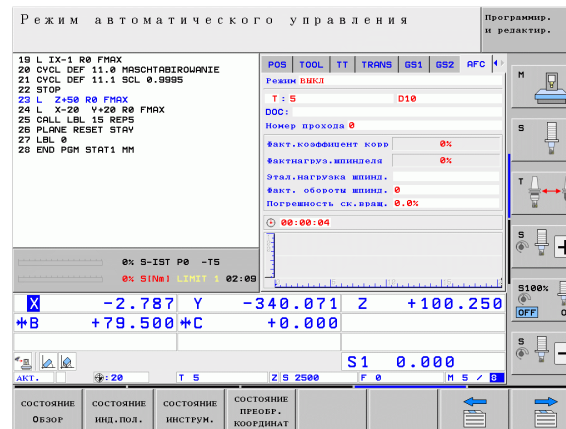 Режим автоматического управления
Программир.
и редактир.
19 L IX-1 R0 FMAX
20 CYCL DEF 11.0 MASCHTABIROWANIE
21 CYCL DEF 11.1 SCL 0.9995
22 STOP
23 L Z+50 R0 FMAX
24 L X-20 Y+20 R0 FMAX
25 CALL LBL 15 REP5
26 PLANE RESET STAY
27 LBL 0
28 END PGM STAT1 MM
POS TOOL TT TRANS GS1 GS2 AFC
Режим ВЫКЛ
T : 5 D10
DOC:
Номер прохода 0
Факт.коэффициент корр 0%
Фактнагруз.шпинделя 0%
Этал.нагрузка шпинд.
Факт. обороты шпинд. 0
Погрешность ск.вращ. 0.0%
00:00:04
0% S-IST P0 -T5
0% S[Nm] LIMIT 1 02:09
X -2.787 Y -340.071 Z +100.250
B +79.500 C +0.000
S1 0.000
АКТ. : 20 T 5 Z S 2500 F 0 M 5 / 8
M
S
T
S
S100%
OFF
S
СОСТОЯНИЕ ОБЗОР
СОСТОЯНИЕ ИНД.ПОЛ.
СОСТОЯНИЕ ИНСТРУМ.
СОСТОЯНИЕ ПРЕОБР. КООРДИНАТ